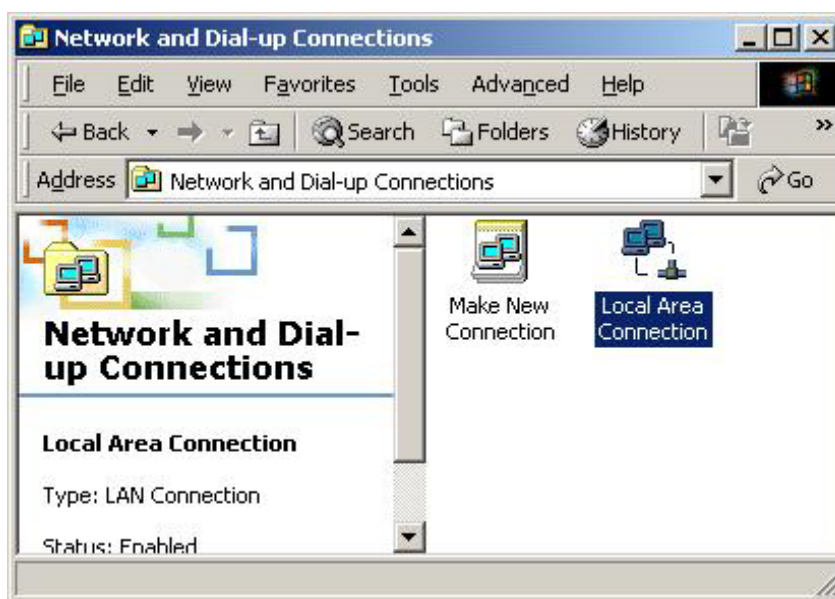 Network and Dial-up Connections
File Edit View Favorites Tools Advanced Help
Back Search Folders History »
Address Network and Dial-up Connections Go
Network and Dial-
up Connections
Local Area Connection
Type: LAN Connection
Status: Enabled
Make New
Connection
Local Area
Connection